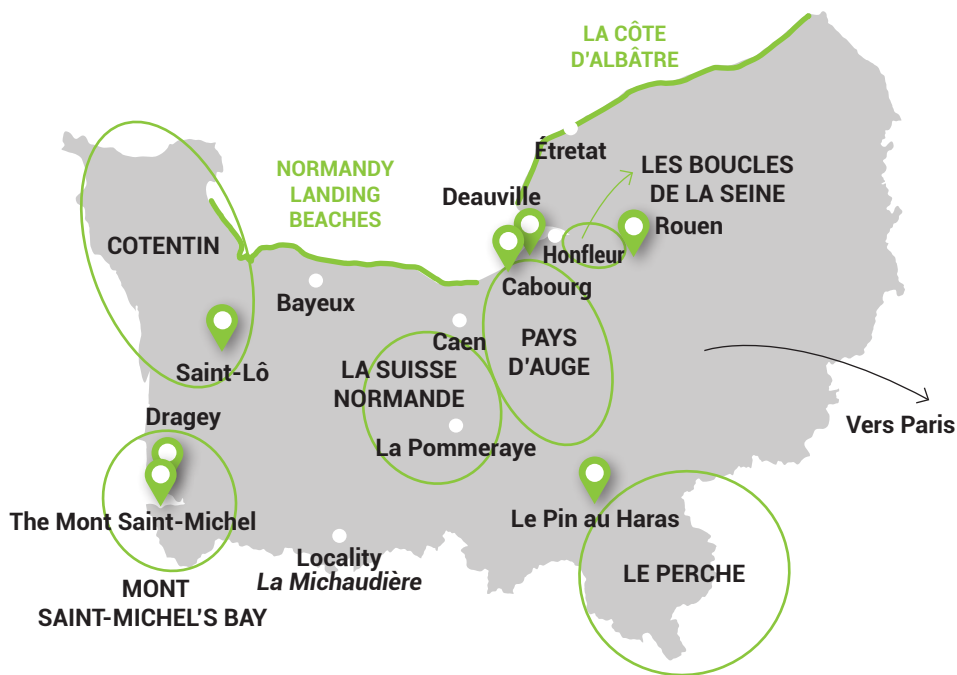 LA CÔTE
D'ALBÂTRE
Étretat
NORMANDY
LANDING
BEACHES
LES BOUCLES
DE LA SEINE
Deauville
Rouen
COTENTIN
Honfleur
Cabourg
Bayeux
Caen
PAYS
D'AUGE
Saint-Lô
LA SUISSE
NORMANDE
Dragey
Vers Paris
La Pommeraye
The Mont Saint-Michel
Le Pin au Haras
Locality
La Michaudière
LE PERCHE
MONT
SAINT-MICHEL'S BAY